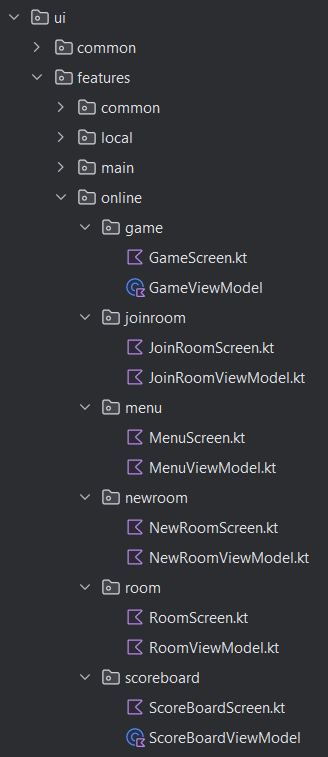 ui
common
features
common
local
main
online
game
GameScreen.kt
GameViewModel
joinroom
JoinRoomScreen.kt
JoinRoomViewModel.kt
menu
MenuScreen.kt
MenuViewModel.kt
newroom
NewRoomScreen.kt
NewRoomViewModel.kt
room
RoomScreen.kt
RoomViewModel.kt
scoreboard
ScoreBoardScreen.kt
ScoreBoardViewModel